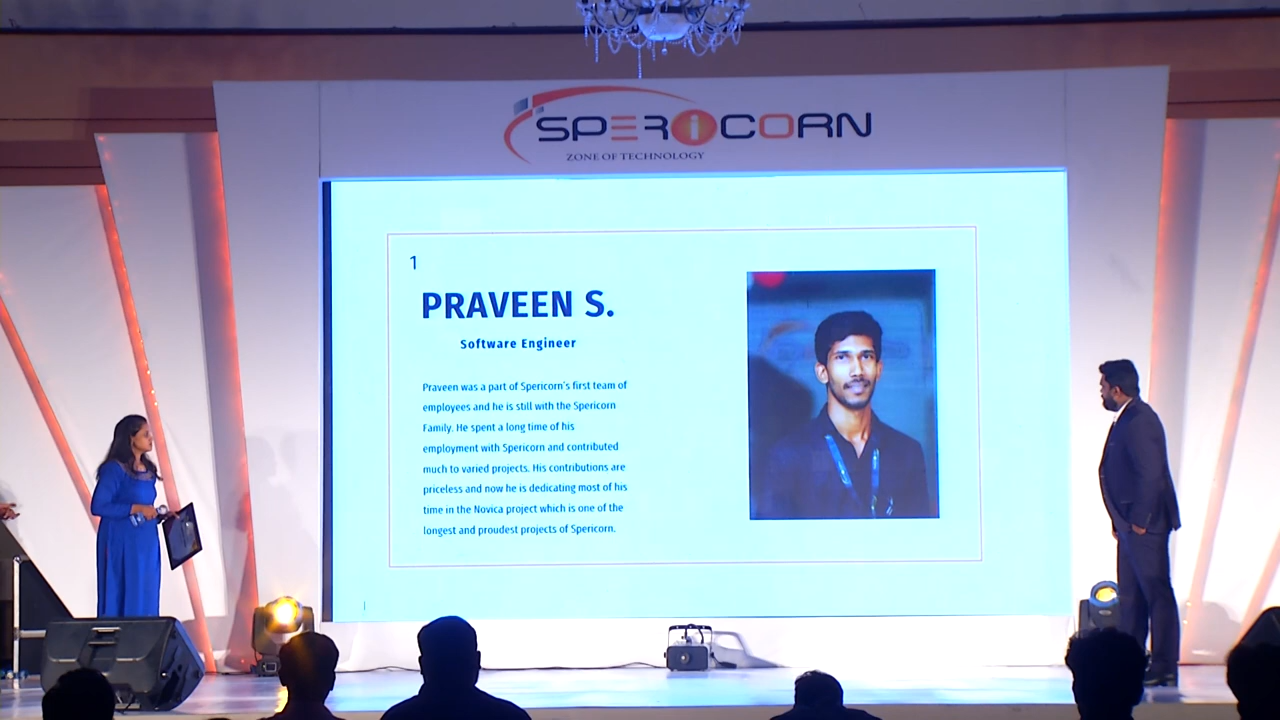 SPERiCORN
ZONE OF TECHNOLOGY
1
PRAVEEN S.
Software Engineer
Praveen was a part of Spericorn's first team of
employees and he is still with the Spericorn
Family. He spent a long time of his
employment with Spericorn and contributed
much to varied projects. His contributions are
priceless and now he is dedicating most of his
time in the Novica project which is one of the
longest and proudest projects of Spericorn.